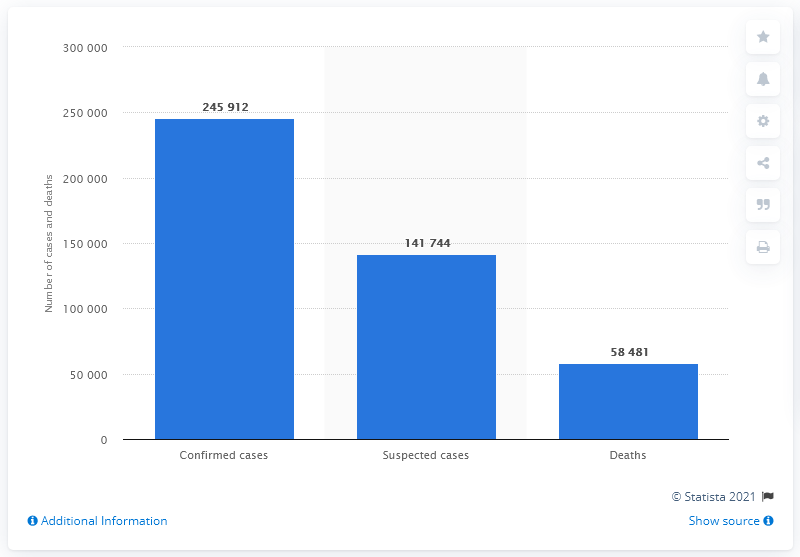 300 000
250 000
200 000
150 000
100 000
50 000
0
Number of cases and deaths
245 912
141 744
58 481
Confirmed cases
Suspected cases
Deaths
© Statista 2021
Additional Information
Show source